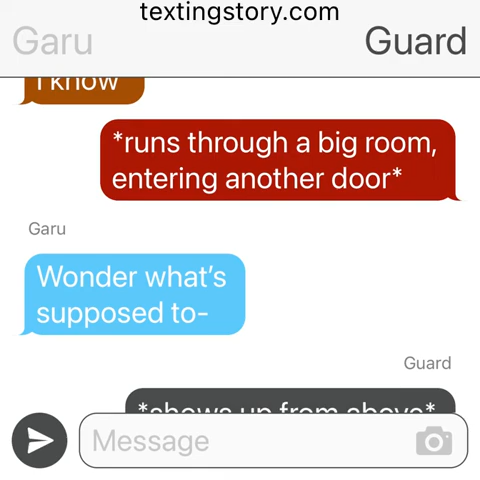 textingstory.com
Garu Guard
I know
*runs through a big room,
entering another door*
Garu
Wonder what's
supposed to-
Guard
*shows up from above*
Message